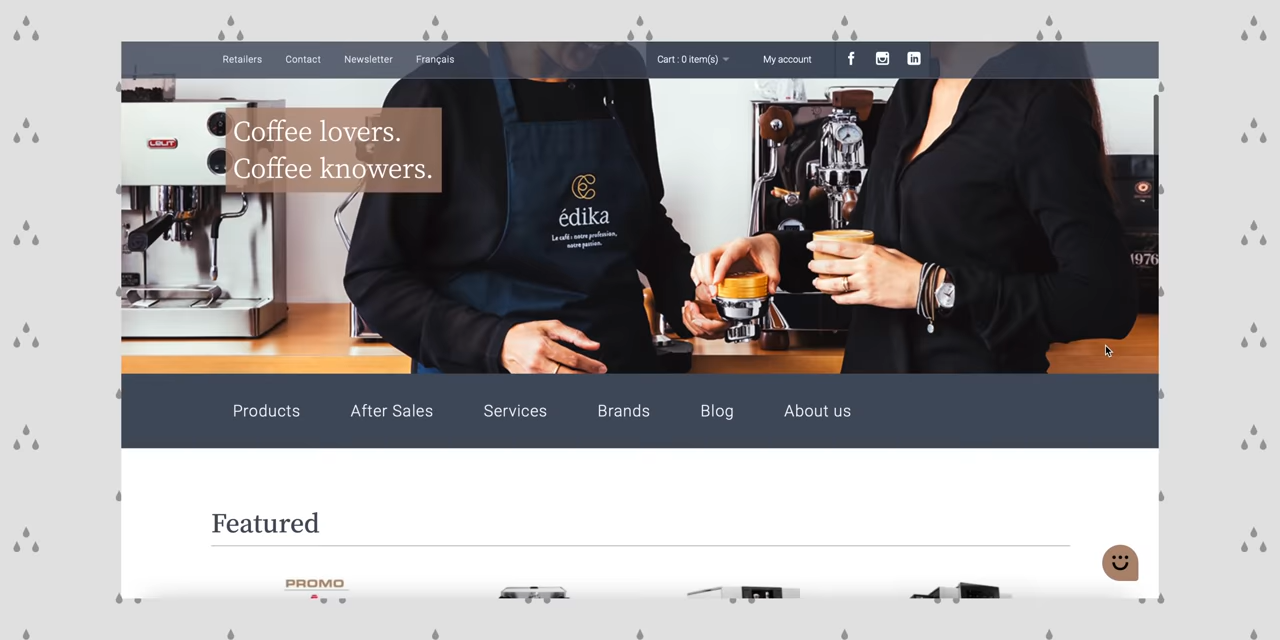 Retailers Contact Newsletter Français Cart : 0 item(s) My account
LELIT
Coffee lovers.
Coffee knowers.
édika
Le café : notre profession,
notre passion.
1976
Products After Sales Services Brands Blog About us
Featured
PROMO